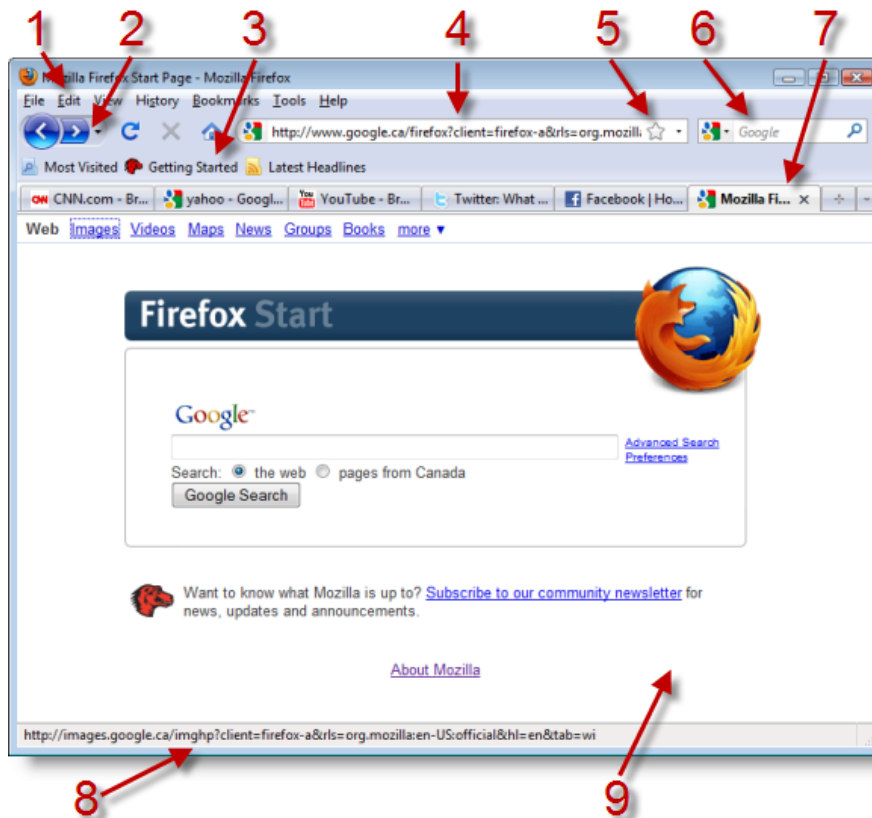 1 2 3 4 5 6 7
Mozilla Firefox Start Page - Mozilla Firefox
File Edit View History Bookmarks Tools Help
http://www.google.ca/firefox?client=firefox-a&rls=org.mozill Google
Most Visited Getting Started Latest Headlines
CNN.com - Br... yahoo - Googl... YouTube - Br... Twitter: What ... Facebook | Ho... Mozilla Fi...
Web Images Videos Maps News Groups Books more ▼
Firefox Start
Google
Advanced Search
Preferences
Search: the web pages from Canada
Google Search
Want to know what Mozilla is up to? Subscribe to our community newsletter for
news, updates and announcements.
About Mozilla
http://images.google.ca/imghp?client=firefox-a&rls=org.mozilla:en-US:official&hl=en&tab=wi
8 9